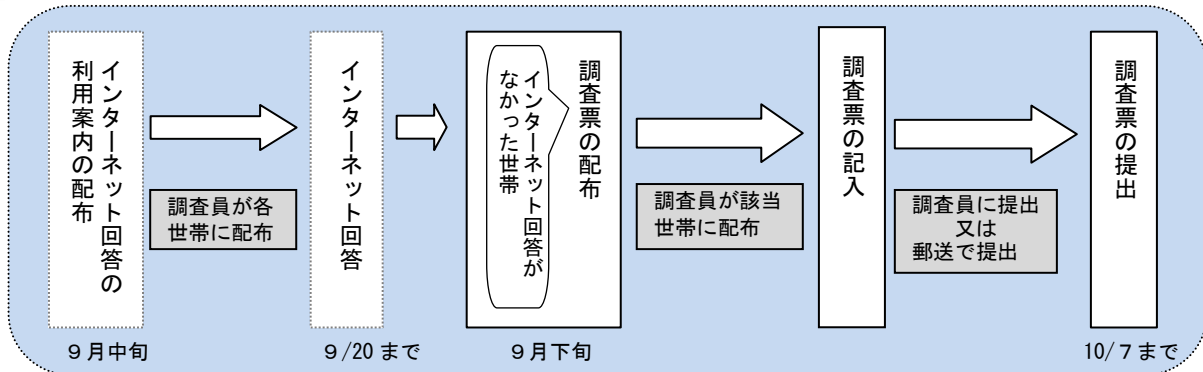 インターネット回答の
利用案内の配布
調査員が各
世帯に配布
９月中旬
インターネット回答
９/20 まで
調査票の配布
インターネット回答が
なかった世帯
９月下旬
調査員が該当
世帯に配布
調査票の記入
調査員に提出
又は
郵送で提出
調査票の提出
10/７まで